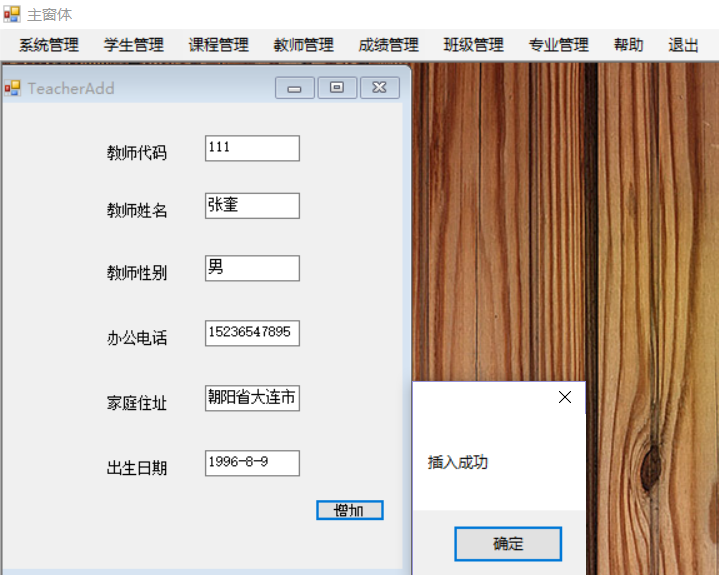 主窗体
系统管理 学生管理 课程管理 教师管理 成绩管理 班级管理 专业管理 帮助 退出
TeacherAdd
教师代码 111
教师姓名 张奎
教师性别 男
办公电话 15236547895
家庭住址 朝阳省大连市
出生日期 1996-8-9
增加
插入成功
确定